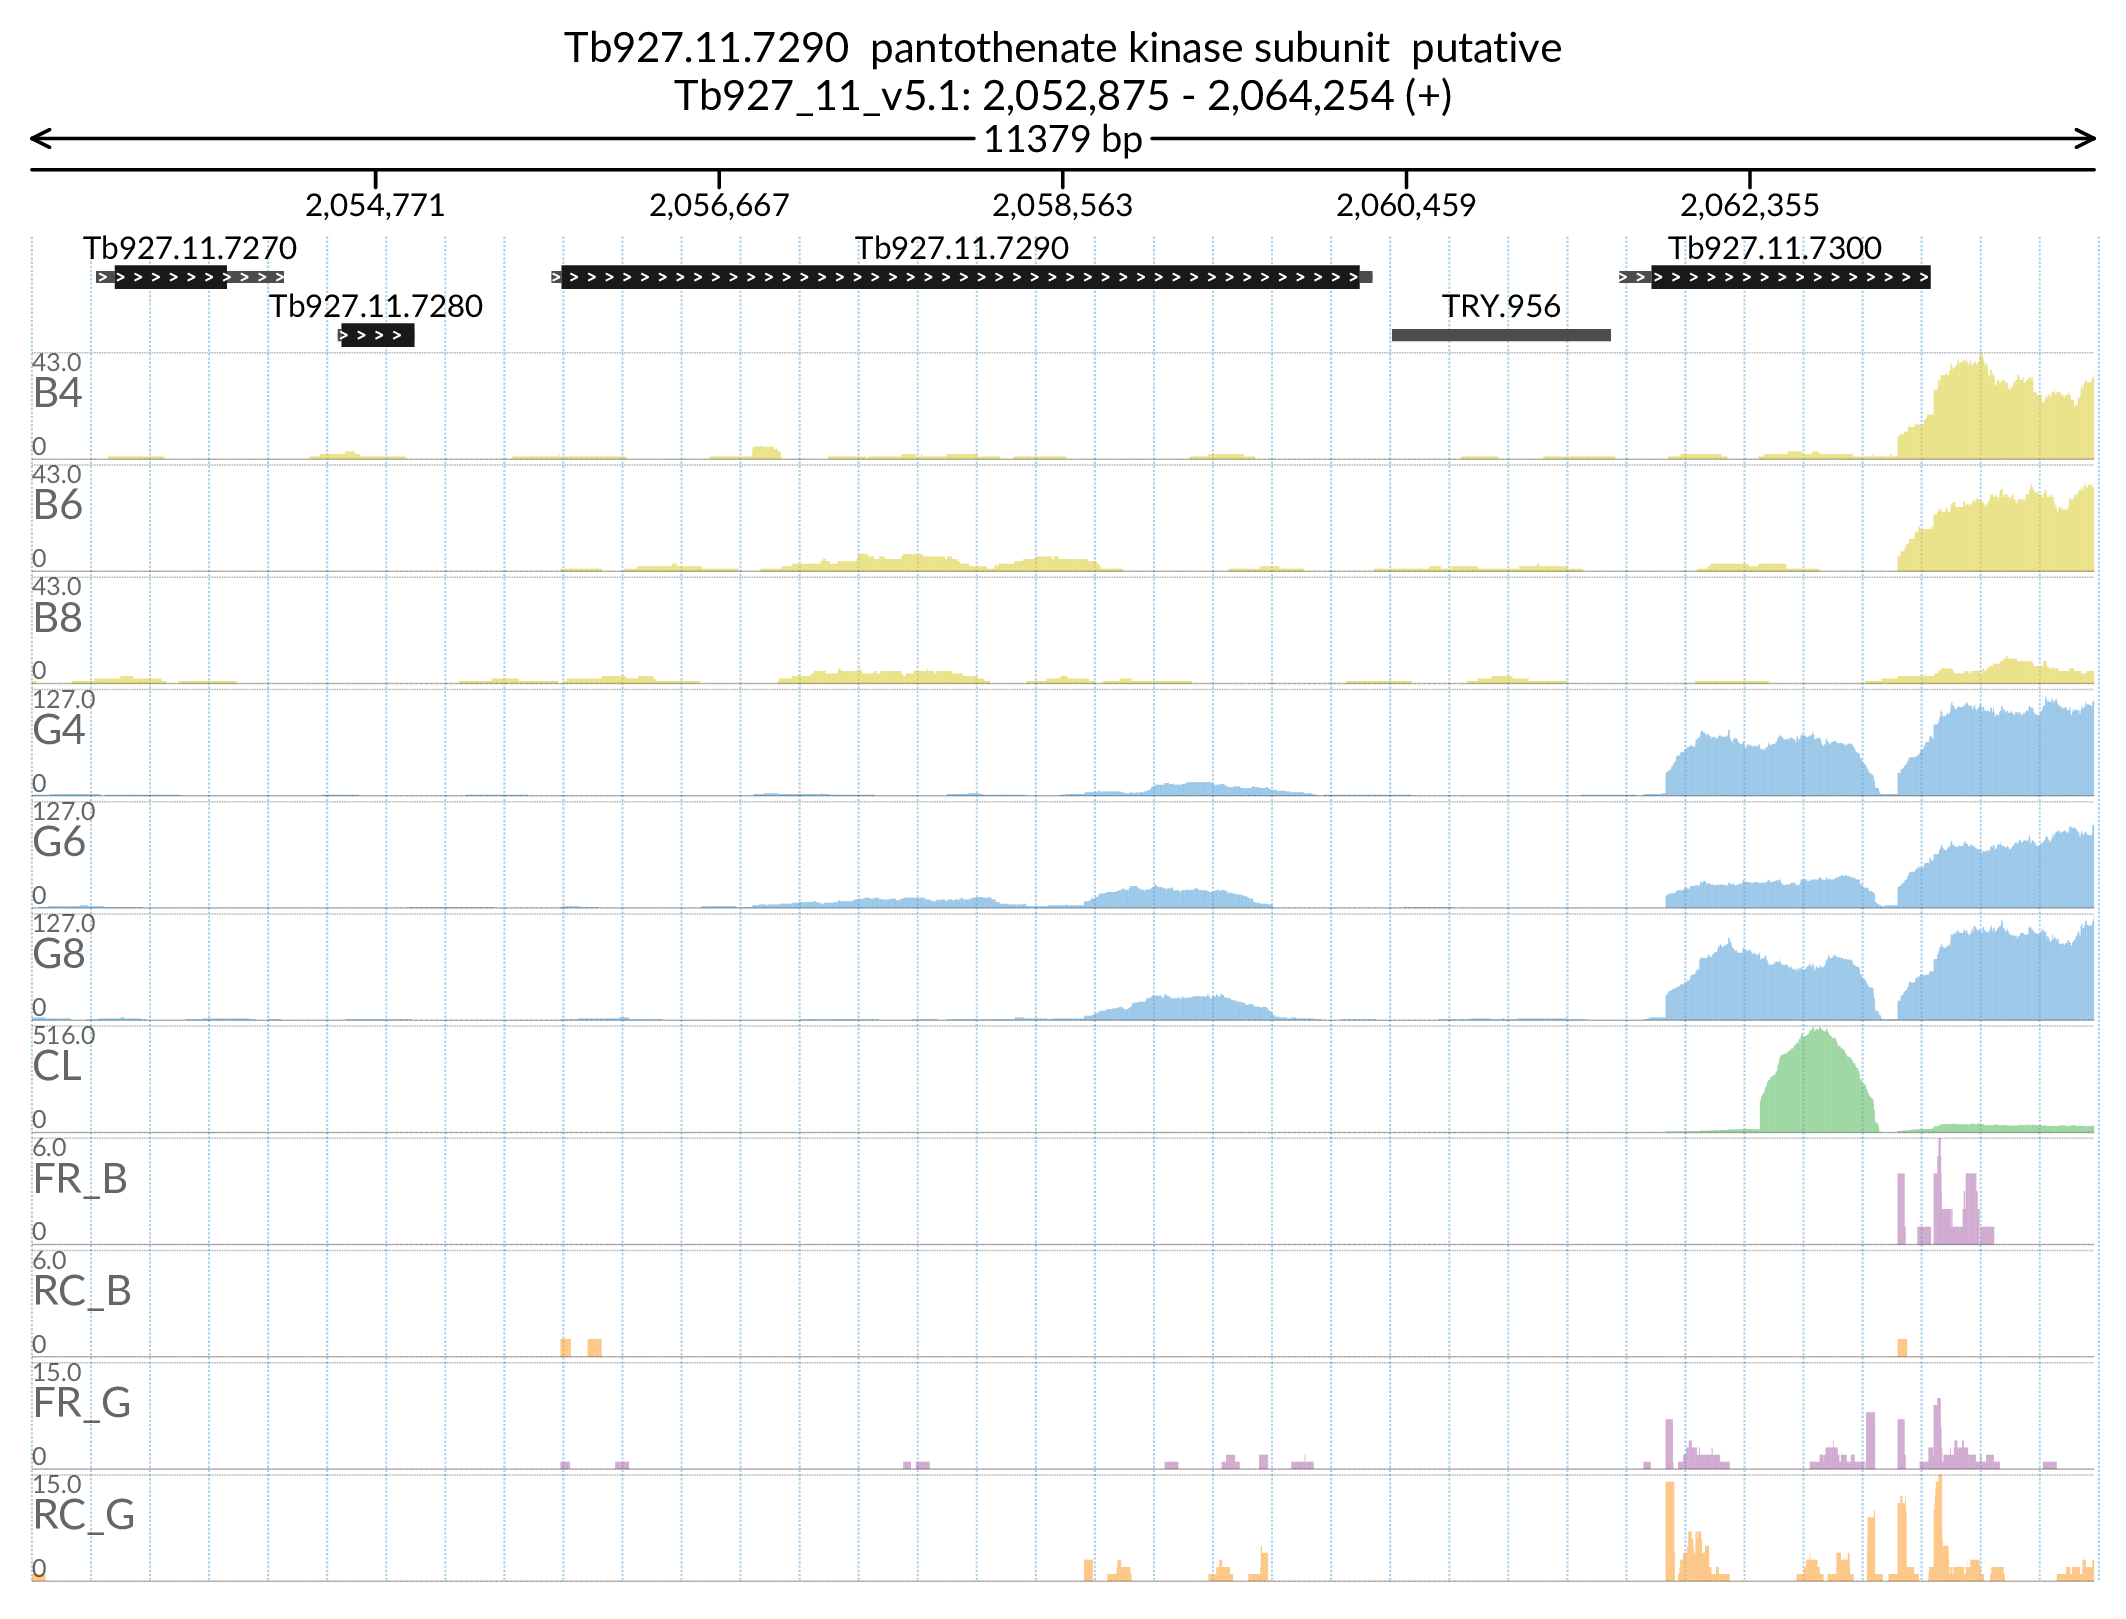 Tb927.11.7290  pantothenate kinase subunit  putative
Tb927_11_v5.1: 2,052,875 - 2,064,254 (+)
11379 bp
2,054,771 2,056,667 2,058,563 2,060,459 2,062,355
Tb927.11.7270 Tb927.11.7290 Tb927.11.7300
Tb927.11.7280 TRY.956
43.0
B4
0
43.0
B6
0
43.0
B8
0
127.0
G4
0
127.0
G6
0
127.0
G8
0
516.0
CL
0
6.0
FR_B
0
6.0
RC_B
0
15.0
FR_G
0
15.0
RC_G
0